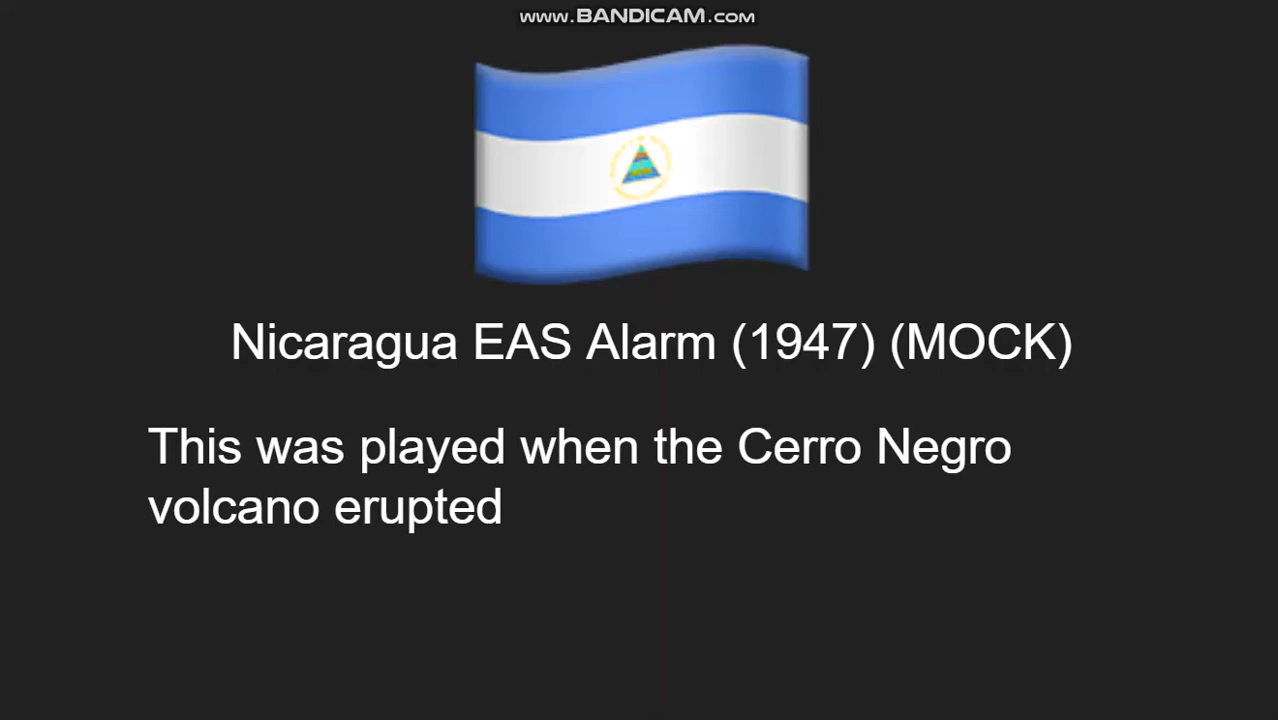 www.BANDICAM.com
Nicaragua EAS Alarm (1947) (MOCK)
This was played when the Cerro Negro
volcano erupted